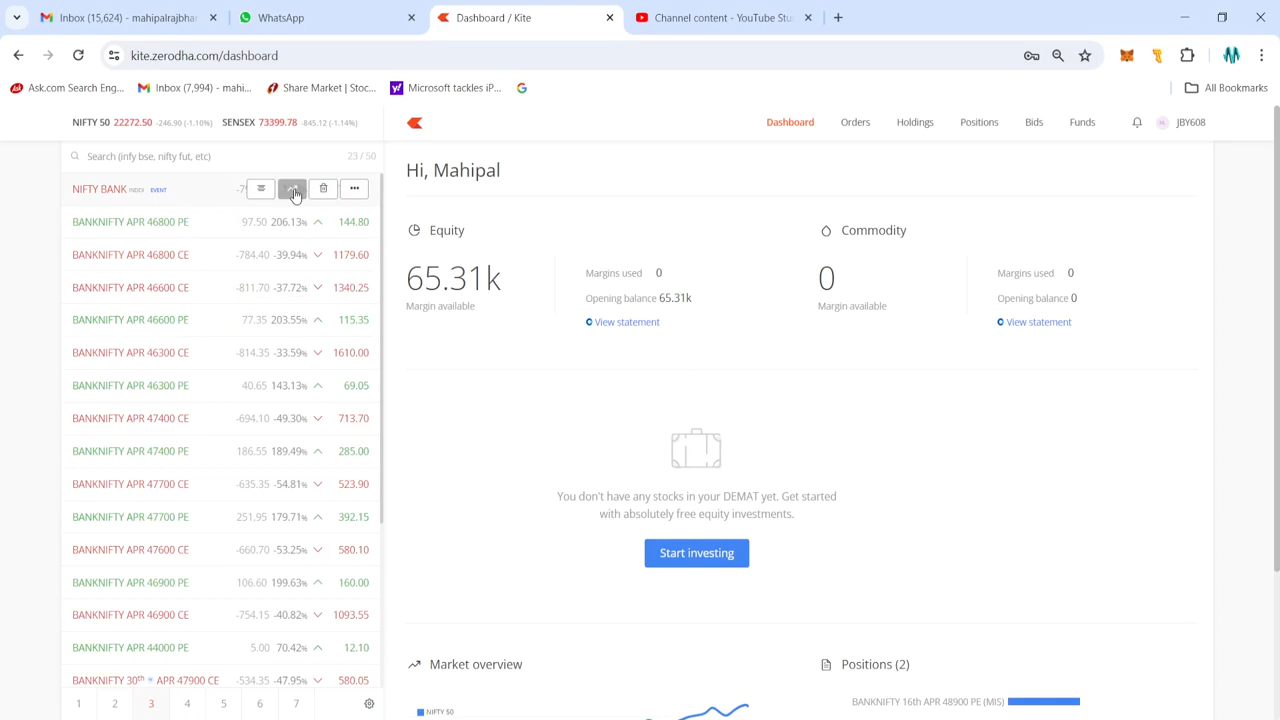 Inbox (15,624) - mahipalrajbhar
WhatsApp
Dashboard / Kite
Channel content - YouTube Stu
kite.zerodha.com/dashboard
Ask.com Search Eng...
Inbox (7,994) - mahi...
Share Market | Stoc...
Microsoft tackles iP...
All Bookmarks
NIFTY 50 22272.50 -246.90 (-1.10%) SENSEX 73399.78 -845.12 (-1.14%)
Dashboard Orders Holdings Positions Bids Funds JBY608
Search (infy bse, nifty fut, etc) 23 / 50
NIFTY BANK INDEX EVENT
BANKNIFTY APR 46800 PE 97.50 206.13% 144.80
BANKNIFTY APR 46800 CE -784.40 -39.94% 1179.60
BANKNIFTY APR 46600 CE -811.70 -37.72% 1340.25
BANKNIFTY APR 46600 PE 77.35 203.55% 115.35
BANKNIFTY APR 46300 CE -814.35 -33.59% 1610.00
BANKNIFTY APR 46300 PE 40.65 143.13% 69.05
BANKNIFTY APR 47400 CE -694.10 -49.30% 713.70
BANKNIFTY APR 47400 PE 186.55 189.49% 285.00
BANKNIFTY APR 47700 CE -635.35 -54.81% 523.90
BANKNIFTY APR 47700 PE 251.95 179.71% 392.15
BANKNIFTY APR 47600 CE -660.70 -53.25% 580.10
BANKNIFTY APR 46900 PE 106.60 199.63% 160.00
BANKNIFTY APR 46900 CE -754.15 -40.82% 1093.55
BANKNIFTY APR 44000 PE 5.00 70.42% 12.10
BANKNIFTY 30th APR 47900 CE -534.35 -47.95% 580.05
1 2 3 4 5 6 7
Hi, Mahipal
Equity
65.31k
Margin available
Margins used 0
Opening balance 65.31k
View statement
Commodity
0
Margin available
Margins used 0
Opening balance 0
View statement
You don't have any stocks in your DEMAT yet. Get started
with absolutely free equity investments.
Start investing
Market overview
NIFTY 50
Positions (2)
BANKNIFTY 16th APR 48900 PE (MIS)